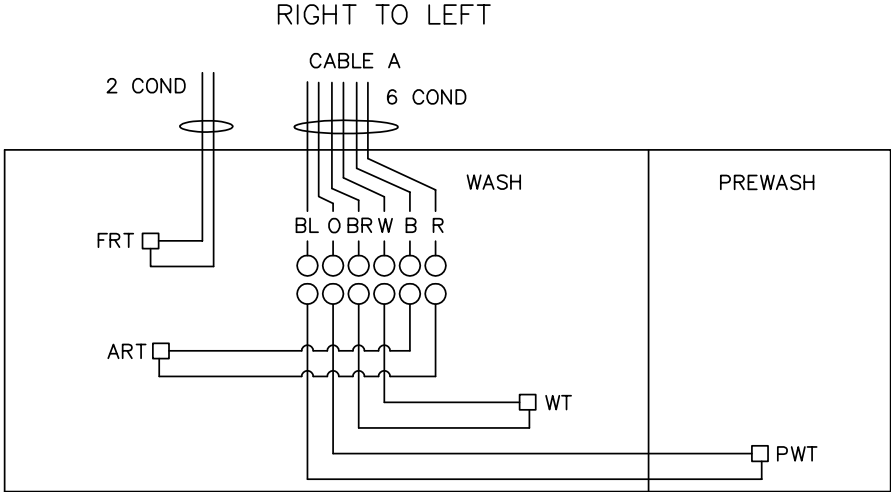 RIGHT TO LEFT
CABLE A
2 COND
6 COND
WASH
PREWASH
BL O BR W B R
FRT
ART
WT
PWT